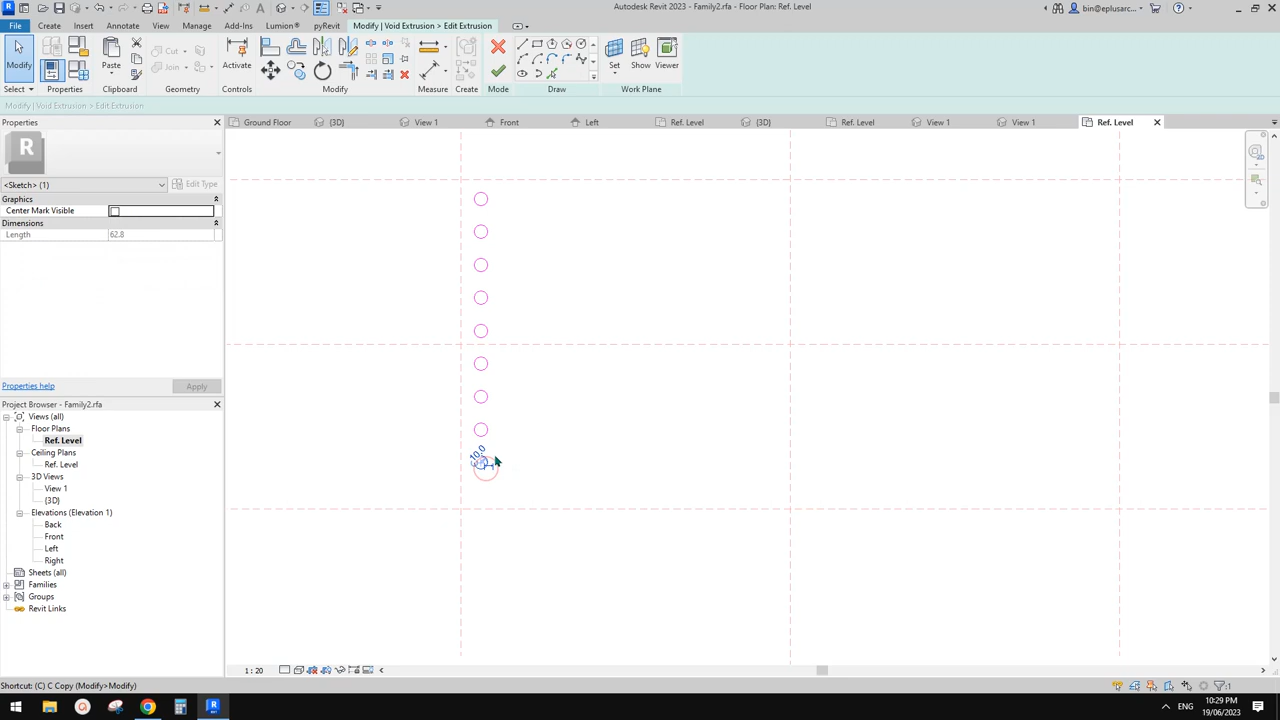 Autodesk Revit 2023 - Family2.rfa - Floor Plan: Ref. Level
bin@eplusarc...
File
Create
Insert
Annotate
View
Manage
Add-Ins
Lumion®
pyRevit
Modify | Void Extrusion > Edit Extrusion
Modify
Paste
Cut
Join
Activate
Set
Show
Viewer
Select
Properties
Clipboard
Geometry
Controls
Modify
Measure
Create
Mode
Draw
Work Plane
Modify | Void Extrusion > Edit Extrusion
Properties
Ground Floor
{3D}
View 1
Front
Left
Ref. Level
{3D}
Ref. Level
View 1
View 1
Ref. Level
R
<Sketch> (1)
Edit Type
Graphics
Center Mark Visible
Dimensions
Length
62.8
Properties help
Apply
Project Browser - Family2.rfa
Views (all)
Floor Plans
Ref. Level
Ceiling Plans
Ref. Level
3D Views
View 1
{3D}
Elevations (Elevation 1)
Back
Front
Left
Right
Sheets (all)
Families
Groups
Revit Links
10.0
1 : 20
Shortcut: (C) C Copy (Modify>Modify)
:1
10:29 PM
19/06/2023